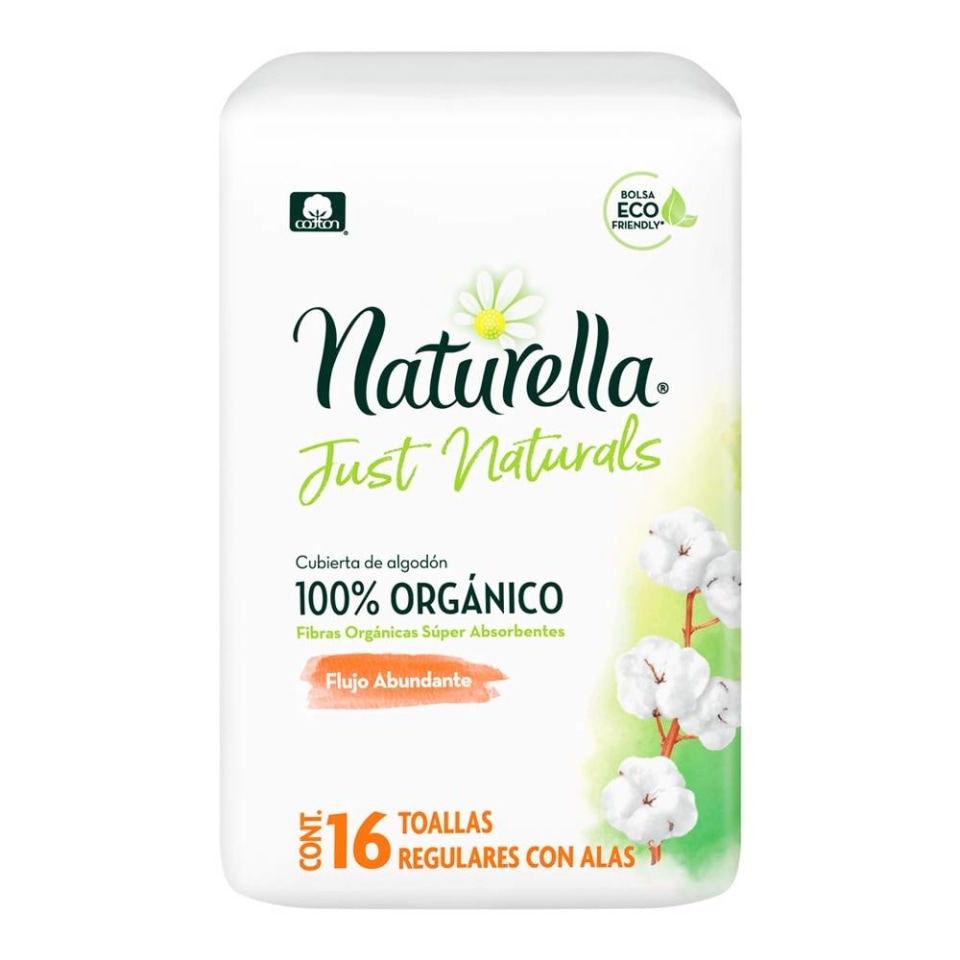 cotton®
BOLSA
ECO
FRIENDLY*
Naturella®
Just Naturals
Cubierta de algodón
100% ORGÁNICO
Fibras Orgánicas Súper Absorbentes
Flujo Abundante
CONT. 16 TOALLAS
REGULARES CON ALAS